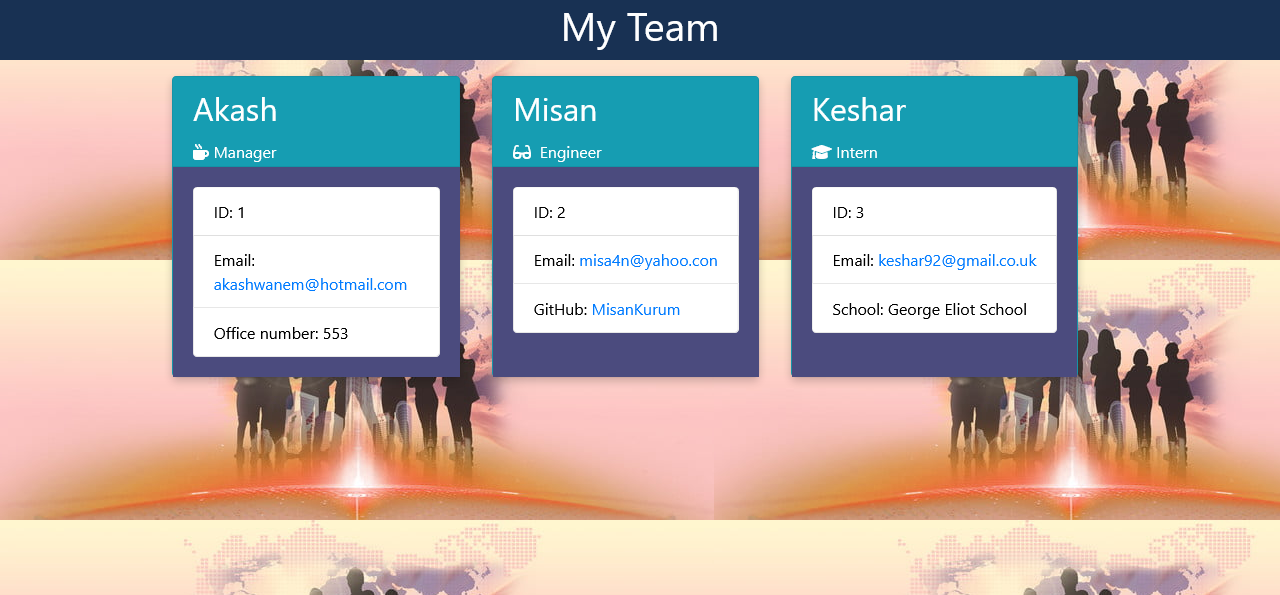 My Team
Akash
Manager
ID: 1
Email:
akashwanem@hotmail.com
Office number: 553
Misan
Engineer
ID: 2
Email: misa4n@yahoo.con
GitHub: MisanKurum
Keshar
Intern
ID: 3
Email: keshar92@gmail.co.uk
School: George Eliot School